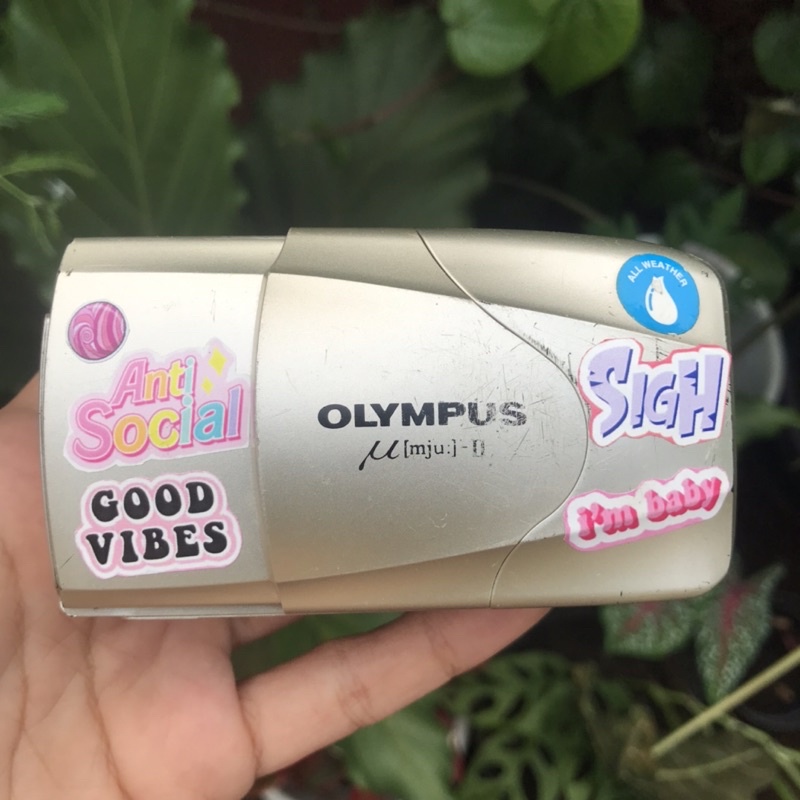 ALL WEATHER
Anti
Social
SIGH
OLYMPUS
µ[mju:]-II
GOOD
VIBES
i'm baby